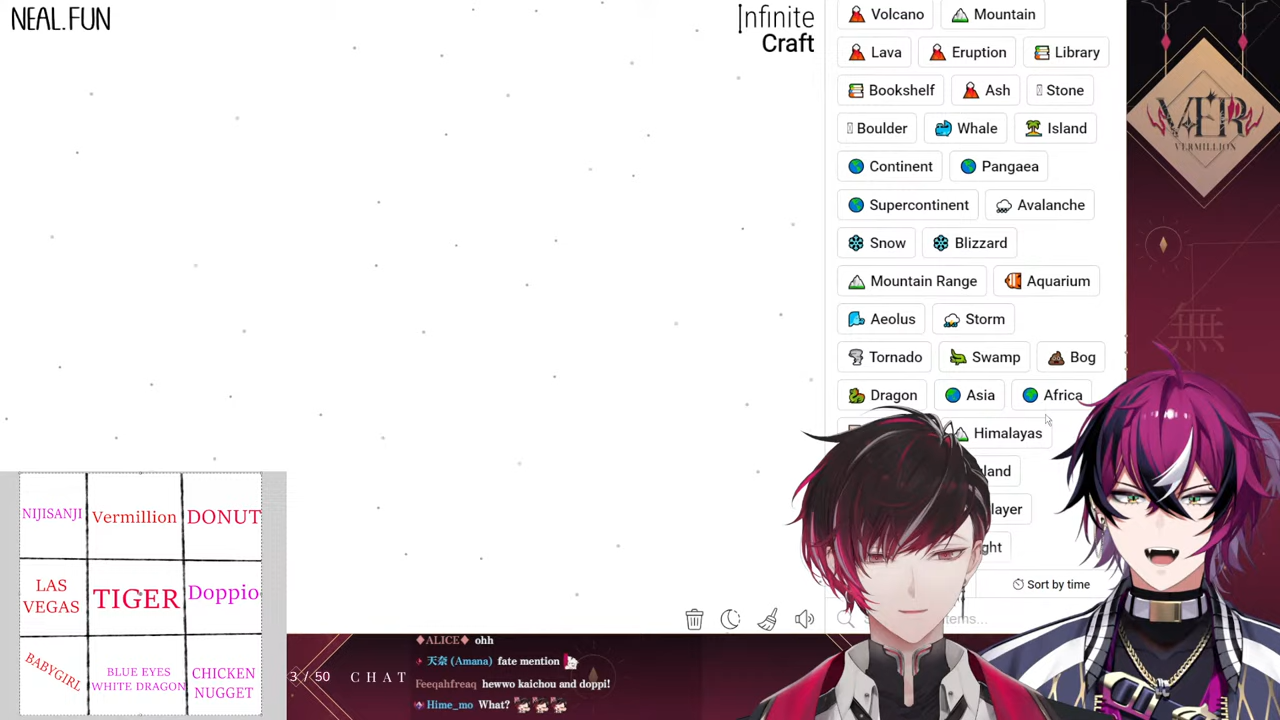 NEAL.FUN
Infinite
Craft
Volcano Mountain
Lava Eruption Library
Bookshelf Ash Stone
Boulder Whale Island
Continent Pangaea
Supercontinent Avalanche
Snow Blizzard
Mountain Range Aquarium
Aeolus Storm
Tornado Swamp Bog
Dragon Asia Africa
Himalayas
Sort by time
VER
VERMILLION
無
NIJISANJI Vermillion DONUT
LAS
VEGAS
TIGER
Doppio
BABYGIRL
BLUE EYES
WHITE DRAGON
CHICKEN
NUGGET
3 / 50 CHAT
♦ALICE♦ ohh
天奈 (Amana) fate mention
Feeqahfreaq hewwo kaichou and doppi!
Hime_mo What?